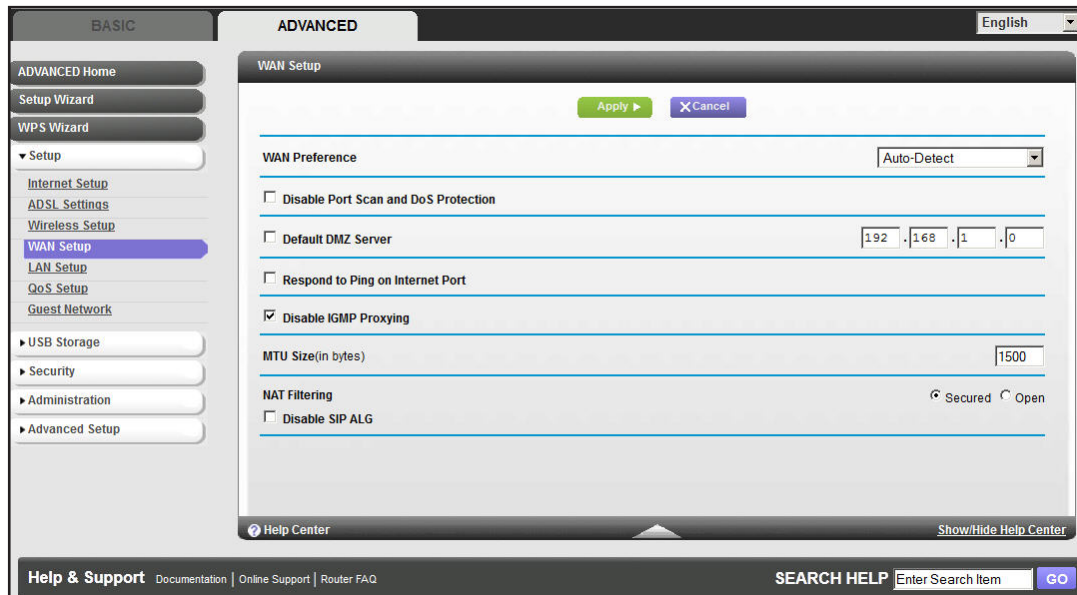 BASIC
ADVANCED
English
ADVANCED Home
Setup Wizard
WPS Wizard
Setup
Internet Setup
ADSL Settings
Wireless Setup
WAN Setup
LAN Setup
QoS Setup
Guest Network
USB Storage
Security
Administration
Advanced Setup
WAN Setup
Apply
Cancel
WAN Preference Auto-Detect
Disable Port Scan and DoS Protection
Default DMZ Server 192 .168 .1 .0
Respond to Ping on Internet Port
Disable IGMP Proxying
MTU Size(in bytes) 1500
NAT Filtering Secured Open
Disable SIP ALG
Help Center Show/Hide Help Center
Help & Support Documentation | Online Support | Router FAQ SEARCH HELP Enter Search Item GO